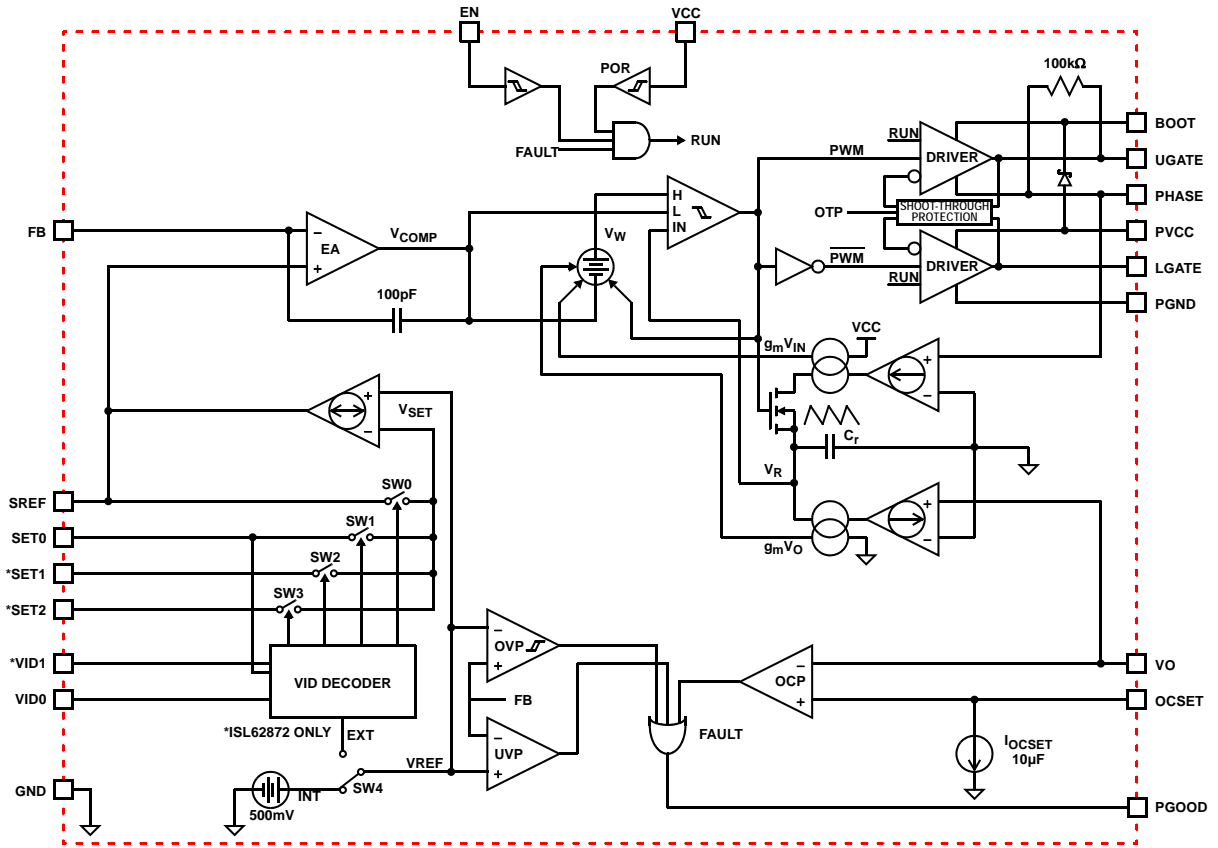 EN
VCC
POR
100kΩ
BOOT
RUN
FAULT
RUN
PWM
DRIVER
UGATE
H
L
IN
PHASE
OTP
SHOOT-THROUGH
PROTECTION
FB
−
EA
+
VCOMP
VW
PVCC
PWM
DRIVER
RUN
LGATE
100pF
PGND
VCC
gmVIN
+
−
+
VSET
−
Cr
VR
SREF
SW0
SET0
SW1
+
−
gmVO
*SET1
SW2
*SET2
SW3
−
OVP
+
*VID1
VID DECODER
VID0
FB
−
OCP
+
VO
OCSET
*ISL62872 ONLY
EXT
−
UVP
+
FAULT
IOCSET
10µF
VREF
SW4
INT
500mV
GND
PGOOD